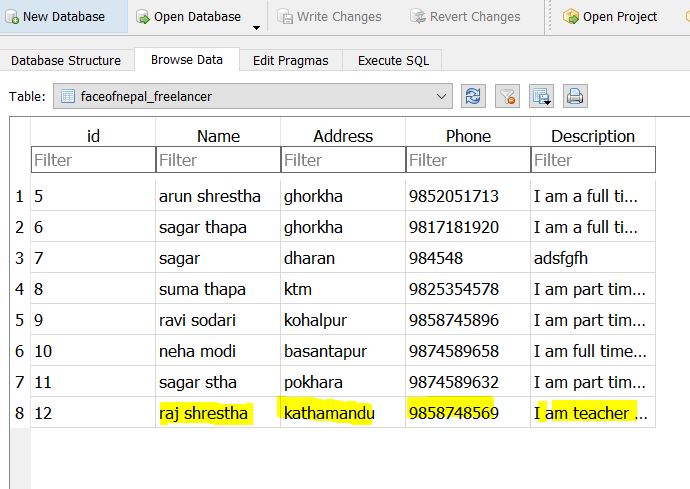 New Database Open Database Write Changes Revert Changes Open Project
Database Structure Browse Data Edit Pragmas Execute SQL
Table: faceofnepal_freelancer
id Name Address Phone Description
Filter Filter Filter Filter Filter
1 5 arun shrestha ghorkha 9852051713 I am a full ti...
2 6 sagar thapa ghorkha 9817181920 I am a full ti...
3 7 sagar dharan 984548 adsfgfh
4 8 suma thapa ktm 9825354578 I am part tim...
5 9 ravi sodari kohalpur 9858745896 I am part tim...
6 10 neha modi basantapur 9874589658 I am full time...
7 11 sagar stha pokhara 9874589632 I am part tim...
8 12 raj shrestha kathamandu 9858748569 I am teacher ...